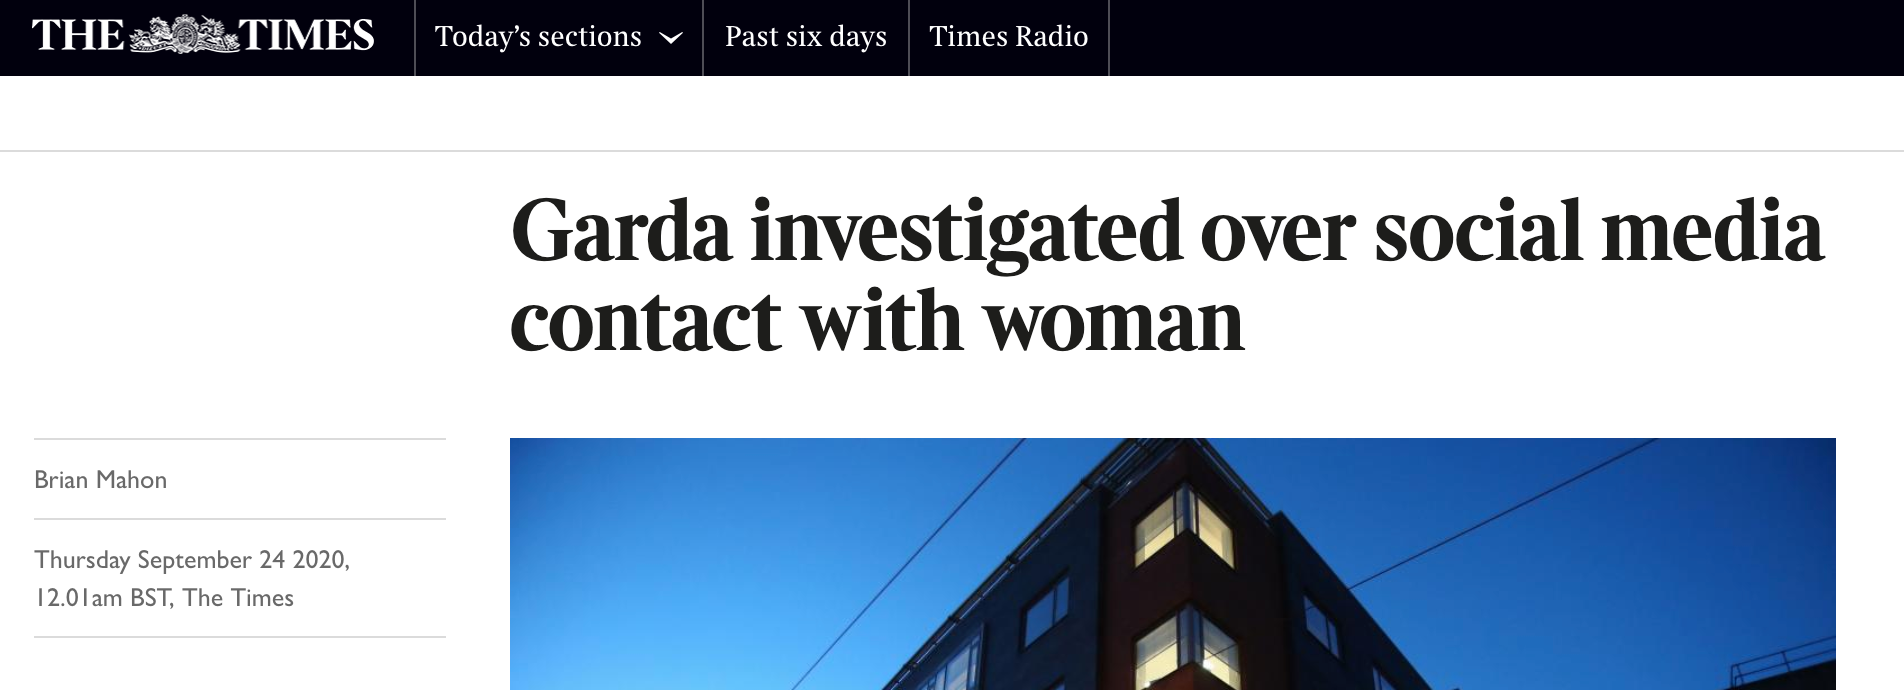 THE TIMES
Today's sections
Past six days
Times Radio
Garda investigated over social media
contact with woman
Brian Mahon
Thursday September 24 2020,
12.01am BST, The Times